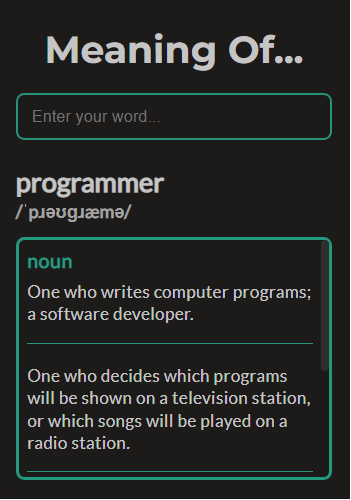 Meaning Of...
Enter your word...
programmer
/ˈpɹəʊɡɹæmə/
noun
One who writes computer programs;
a software developer.
One who decides which programs
will be shown on a television station,
or which songs will be played on a
radio station.